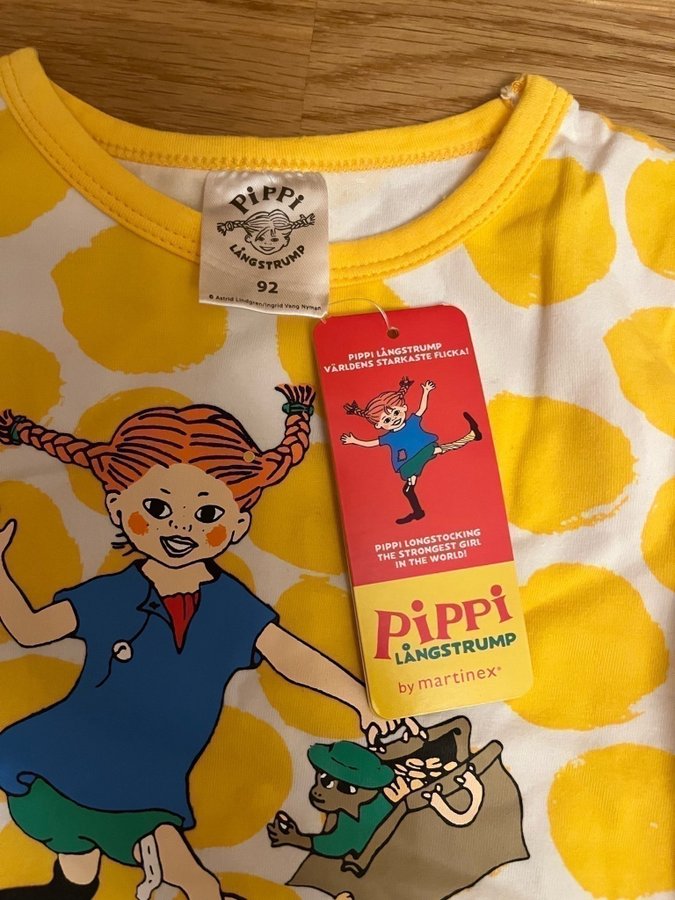 PiPPi
LÅNGSTRUMP
92
© Astrid Lindgren/Ingrid Vang Nyman
PIPPI LÅNGSTRUMP
VÄRLDENS STARKASTE FLICKA!
PIPPI LONGSTOCKING
THE STRONGEST GIRL
IN THE WORLD!
PiPPi
LÅNGSTRUMP
by martinex®